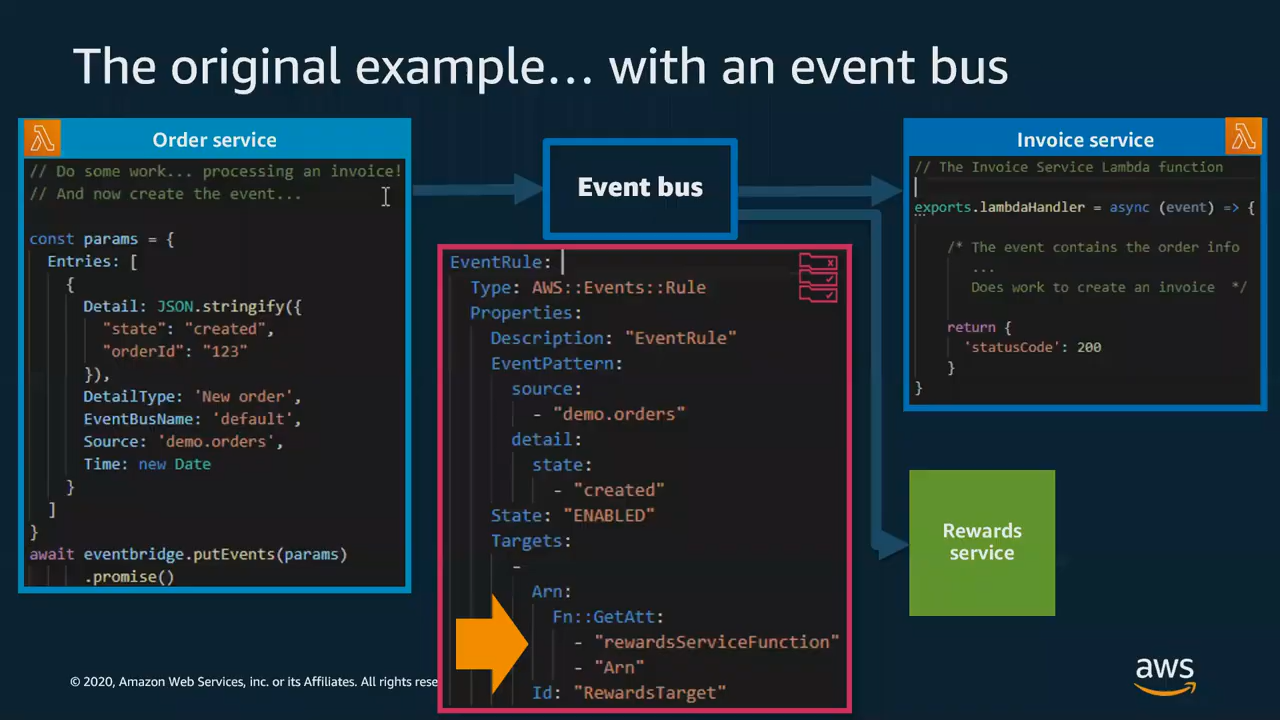 The original example... with an event bus
Order service
// Do some work... processing an invoice!
// And now create the event...
const params = {
Entries: [
{
Detail: JSON.stringify({
"state": "created",
"orderId": "123"
}),
DetailType: 'New order',
EventBusName: 'default',
Source: 'demo.orders',
Time: new Date
}
]
}
await eventbridge.putEvents(params)
.promise()
Event bus
EventRule:
Type: AWS::Events::Rule
Properties:
Description: "EventRule"
EventPattern:
source:
- "demo.orders"
detail:
state:
- "created"
State: "ENABLED"
Targets:
-
Arn:
Fn::GetAtt:
- "rewardsServiceFunction"
- "Arn"
Id: "RewardsTarget"
Invoice service
// The Invoice Service Lambda function
exports.lambdaHandler = async (event) => {
/* The event contains the order info
...
Does work to create an invoice */
return {
'statusCode': 200
}
}
Rewards
service
© 2020, Amazon Web Services, inc. or its Affiliates. All rights rese
aws